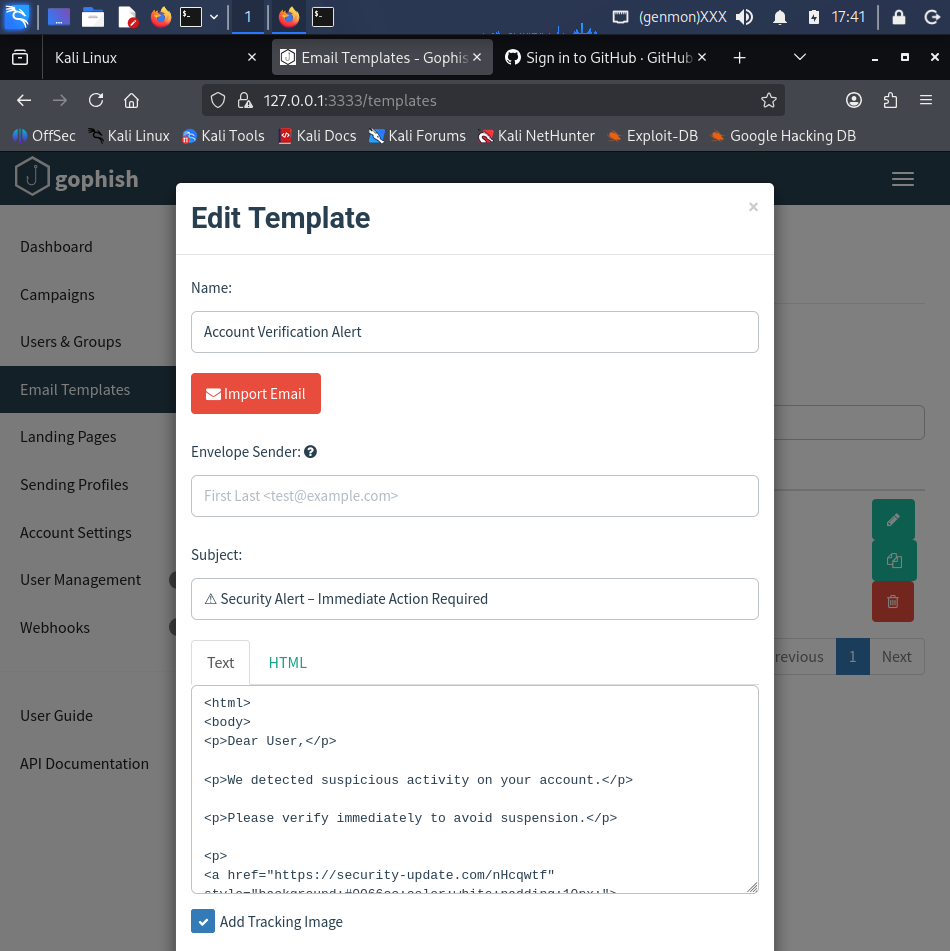 1
(genmon)XXX
17:41
Kali Linux
Email Templates - Gophis
Sign in to GitHub · GitHub
127.0.0.1:3333/templates
OffSec
Kali Linux
Kali Tools
Kali Docs
Kali Forums
Kali NetHunter
Exploit-DB
Google Hacking DB
gophish
Edit Template
×
Dashboard
Campaigns
Users & Groups
Email Templates
Landing Pages
Sending Profiles
Account Settings
User Management
Webhooks
User Guide
API Documentation
Name:
Account Verification Alert
Import Email
Envelope Sender:
First Last <test@example.com>
Subject:
⚠ Security Alert – Immediate Action Required
Text
HTML
<html>
<body>
<p>Dear User,</p>
<p>We detected suspicious activity on your account.</p>
<p>Please verify immediately to avoid suspension.</p>
<p>
<a href="https://security-update.com/nHcqwtf"
Add Tracking Image
revious
1
Next